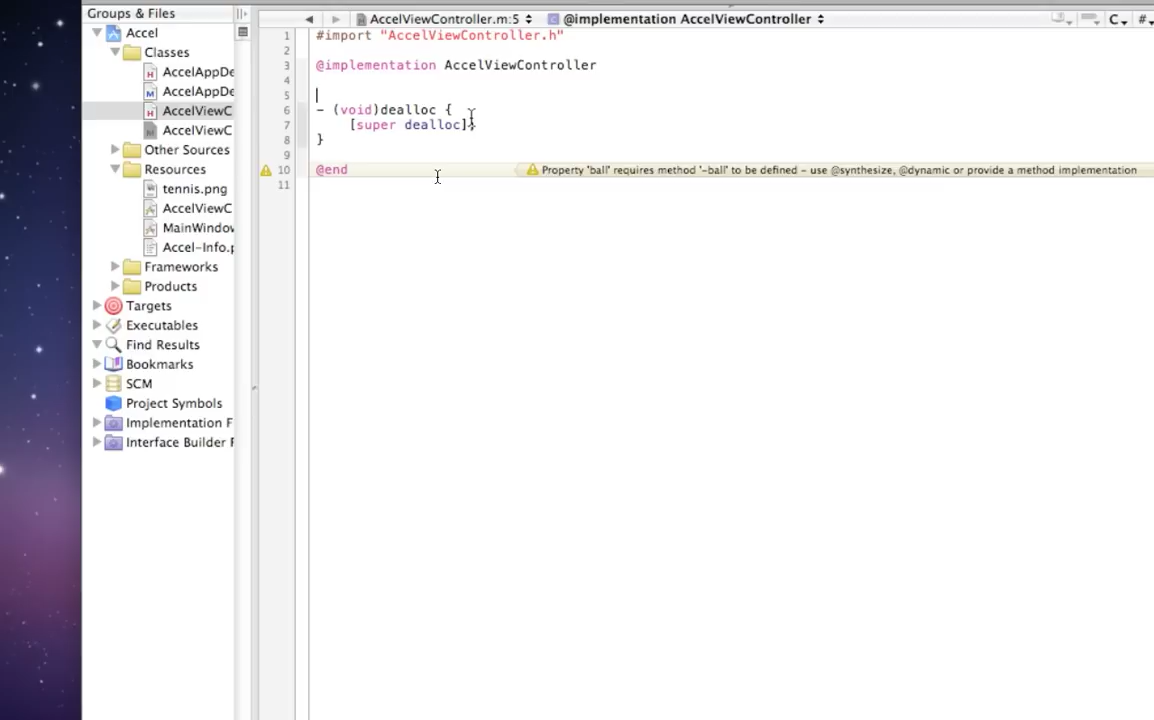 Groups & Files
AccelViewController.m:5
@implementation AccelViewController
C
#
Accel
Classes
AccelAppDe
AccelAppDe
AccelViewC
AccelViewC
Other Sources
Resources
tennis.png
AccelViewC
MainWindow
Accel-Info.p
Frameworks
Products
Targets
Executables
Find Results
Bookmarks
SCM
Project Symbols
Implementation F
Interface Builder F
1 #import "AccelViewController.h"
2
3 @implementation AccelViewController
4
5
6 - (void)dealloc {
7 [super dealloc];
8 }
9
10 @end Property 'ball' requires method '-ball' to be defined - use @synthesize, @dynamic or provide a method implementation
11